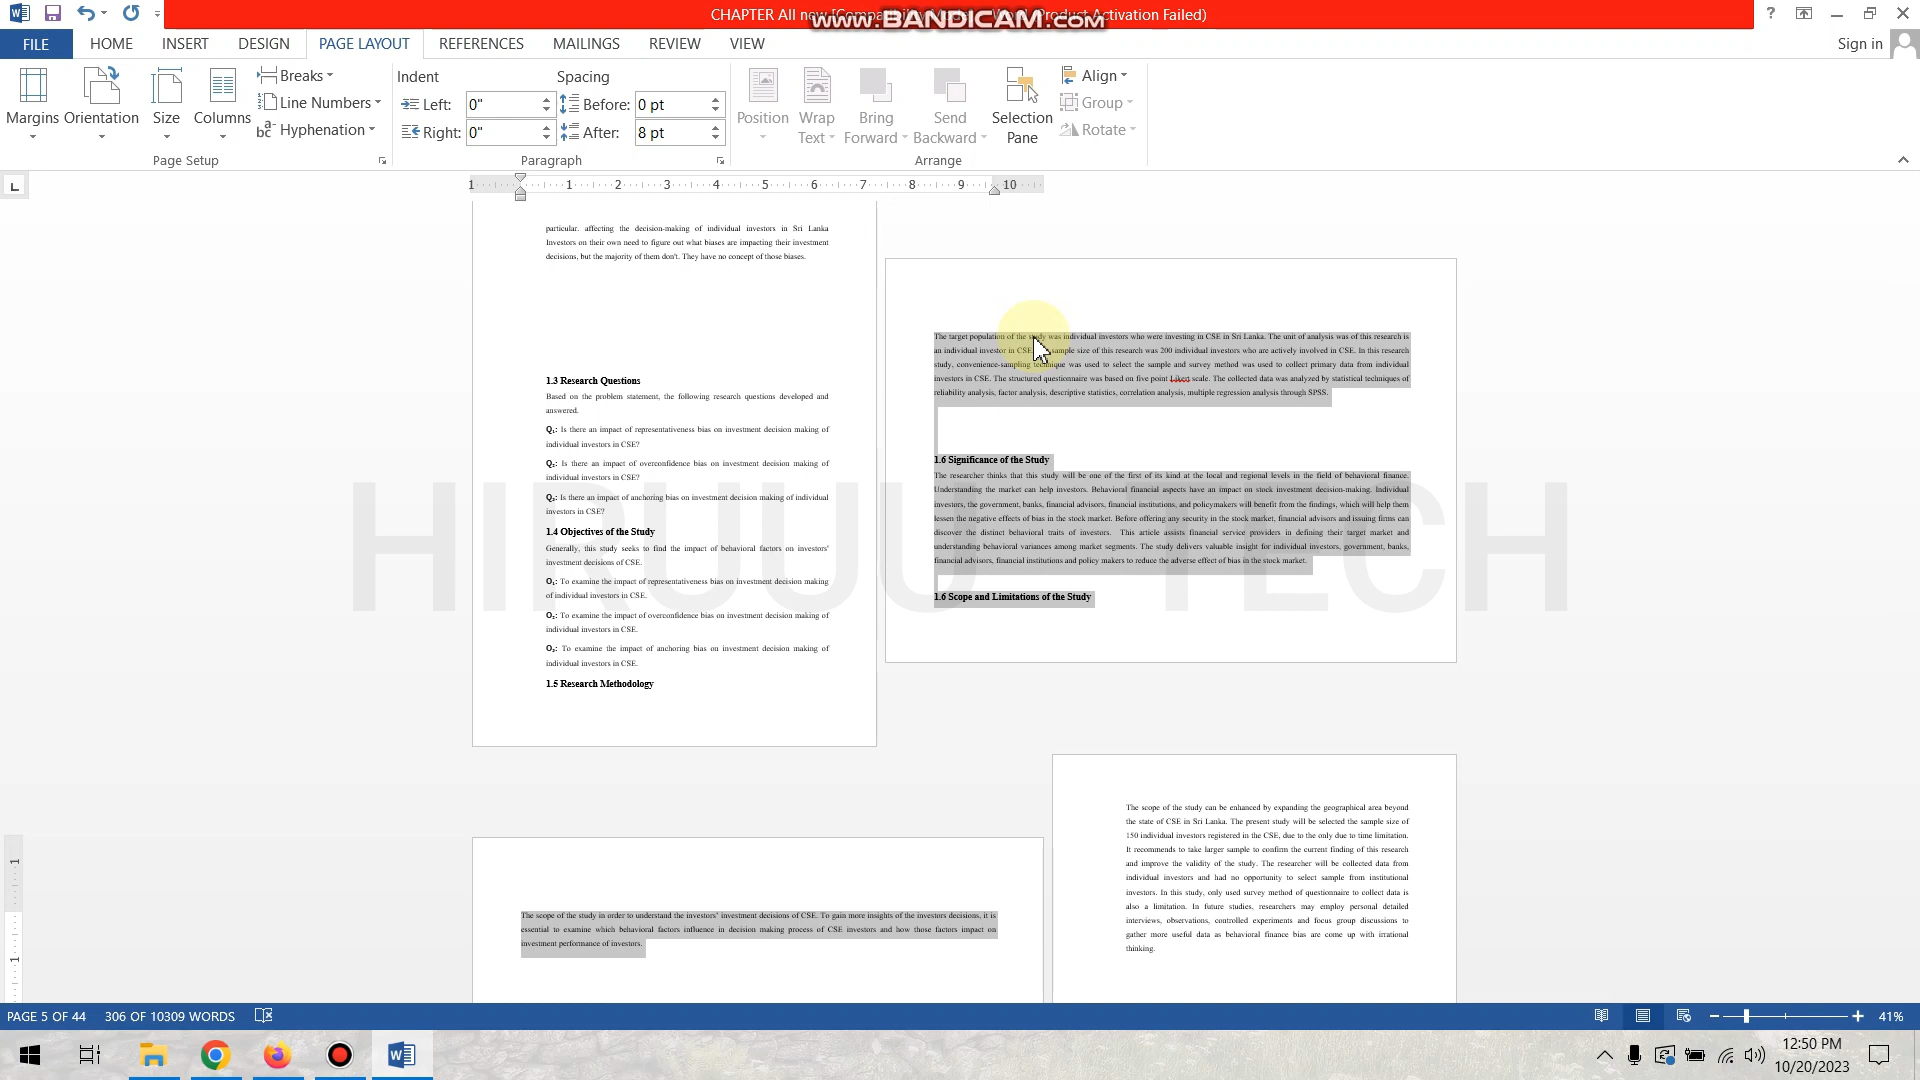 CHAPTER All new [Compatibility Mode] - Word (Product Activation Failed)
www.BANDICAM.com
FILE HOME INSERT DESIGN PAGE LAYOUT REFERENCES MAILINGS REVIEW VIEW
Sign in
Margins Orientation Size Columns
Breaks
Line Numbers
Hyphenation
Page Setup
Indent Spacing
Left: 0" Before: 0 pt
Right: 0" After: 8 pt
Paragraph
Position Wrap Text Bring Forward Send Backward Selection Pane
Align
Group
Rotate
Arrange
1 1 2 3 4 5 6 7 8 9 10
particular. affecting the decision-making of individual investors in Sri Lanka
Investors on their own need to figure out what biases are impacting their investment
decisions, but the majority of them don't. They have no concept of those biases.
1.3 Research Questions
Based on the problem statement, the following research questions developed and
answered.
Q₁: Is there an impact of representativeness bias on investment decision making of
individual investors in CSE?
Q₂: Is there an impact of overconfidence bias on investment decision making of
individual investors in CSE?
Q₃: Is there an impact of anchoring bias on investment decision making of individual
investors in CSE?
1.4 Objectives of the Study
Generally, this study seeks to find the impact of behavioral factors on investors'
investment decisions of CSE.
O₁: To examine the impact of representativeness bias on investment decision making
of individual investors in CSE.
O₂: To examine the impact of overconfidence bias on investment decision making of
individual investors in CSE.
O₃: To examine the impact of anchoring bias on investment decision making of
individual investors in CSE.
1.5 Research Methodology
The target population of the study was individual investors who were investing in CSE in Sri Lanka. The unit of analysis was of this research is
an individual investor in CSE. sample size of this research was 200 individual investors who are actively involved in CSE. In this research
study, convenience-sampling technique was used to select the sample and survey method was used to collect primary data from individual
investors in CSE. The structured questionnaire was based on five point Likert scale. The collected data was analyzed by statistical techniques of
reliability analysis, factor analysis, descriptive statistics, correlation analysis, multiple regression analysis through SPSS.
1.6 Significance of the Study
The researcher thinks that this study will be one of the first of its kind at the local and regional levels in the field of behavioral finance.
Understanding the market can help investors. Behavioral financial aspects have an impact on stock investment decision-making. Individual
investors, the government, banks, financial advisors, financial institutions, and policymakers will benefit from the findings, which will help them
lessen the negative effects of bias in the stock market. Before offering any security in the stock market, financial advisors and issuing firms can
discover the distinct behavioral traits of investors. This article assists financial service providers in defining their target market and
understanding behavioral variances among market segments. The study delivers valuable insight for individual investors, government, banks,
financial advisors, financial institutions and policy makers to reduce the adverse effect of bias in the stock market.
1.6 Scope and Limitations of the Study
HIRUUU TECH
The scope of the study in order to understand the investors' investment decisions of CSE. To gain more insights of the investors decisions, it is
essential to examine which behavioral factors influence in decision making process of CSE investors and how those factors impact on
investment performance of investors.
The scope of the study can be enhanced by expanding the geographical area beyond
the state of CSE in Sri Lanka. The present study will be selected the sample size of
150 individual investors registered in the CSE, due to the only due to time limitation.
It recommends to take larger sample to confirm the current finding of this research
and improve the validity of the study. The researcher will be collected data from
individual investors and had no opportunity to select sample from institutional
investors. In this study, only used survey method of questionnaire to collect data is
also a limitation. In future studies, researchers may employ personal detailed
interviews, observations, controlled experiments and focus group discussions to
gather more useful data as behavioral finance bias are come up with irrational
thinking.
PAGE 5 OF 44 306 OF 10309 WORDS
41%
12:50 PM
10/20/2023